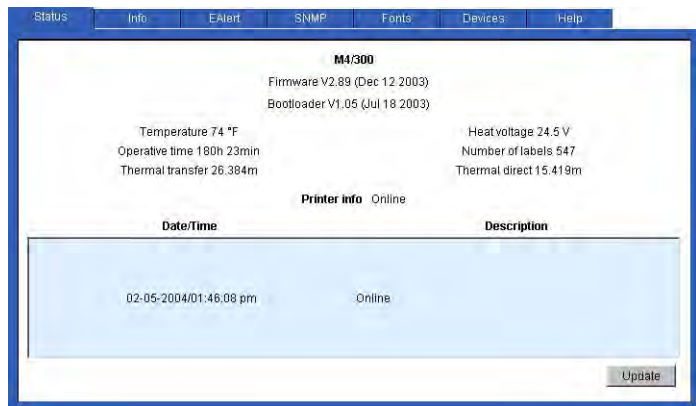 Status Info EAlert SNMP Fonts Devices Help
M4/300
Firmware V2.89 (Dec 12 2003)
Bootloader V1.05 (Jul 18 2003)
Temperature 74 °F Heat voltage 24.5 V
Operative time 180h 23min Number of labels 547
Thermal transfer 26.384m Thermal direct 15.419m
Printer info Online
Date/Time Description
02-05-2004/01:46.08 pm Online
Update